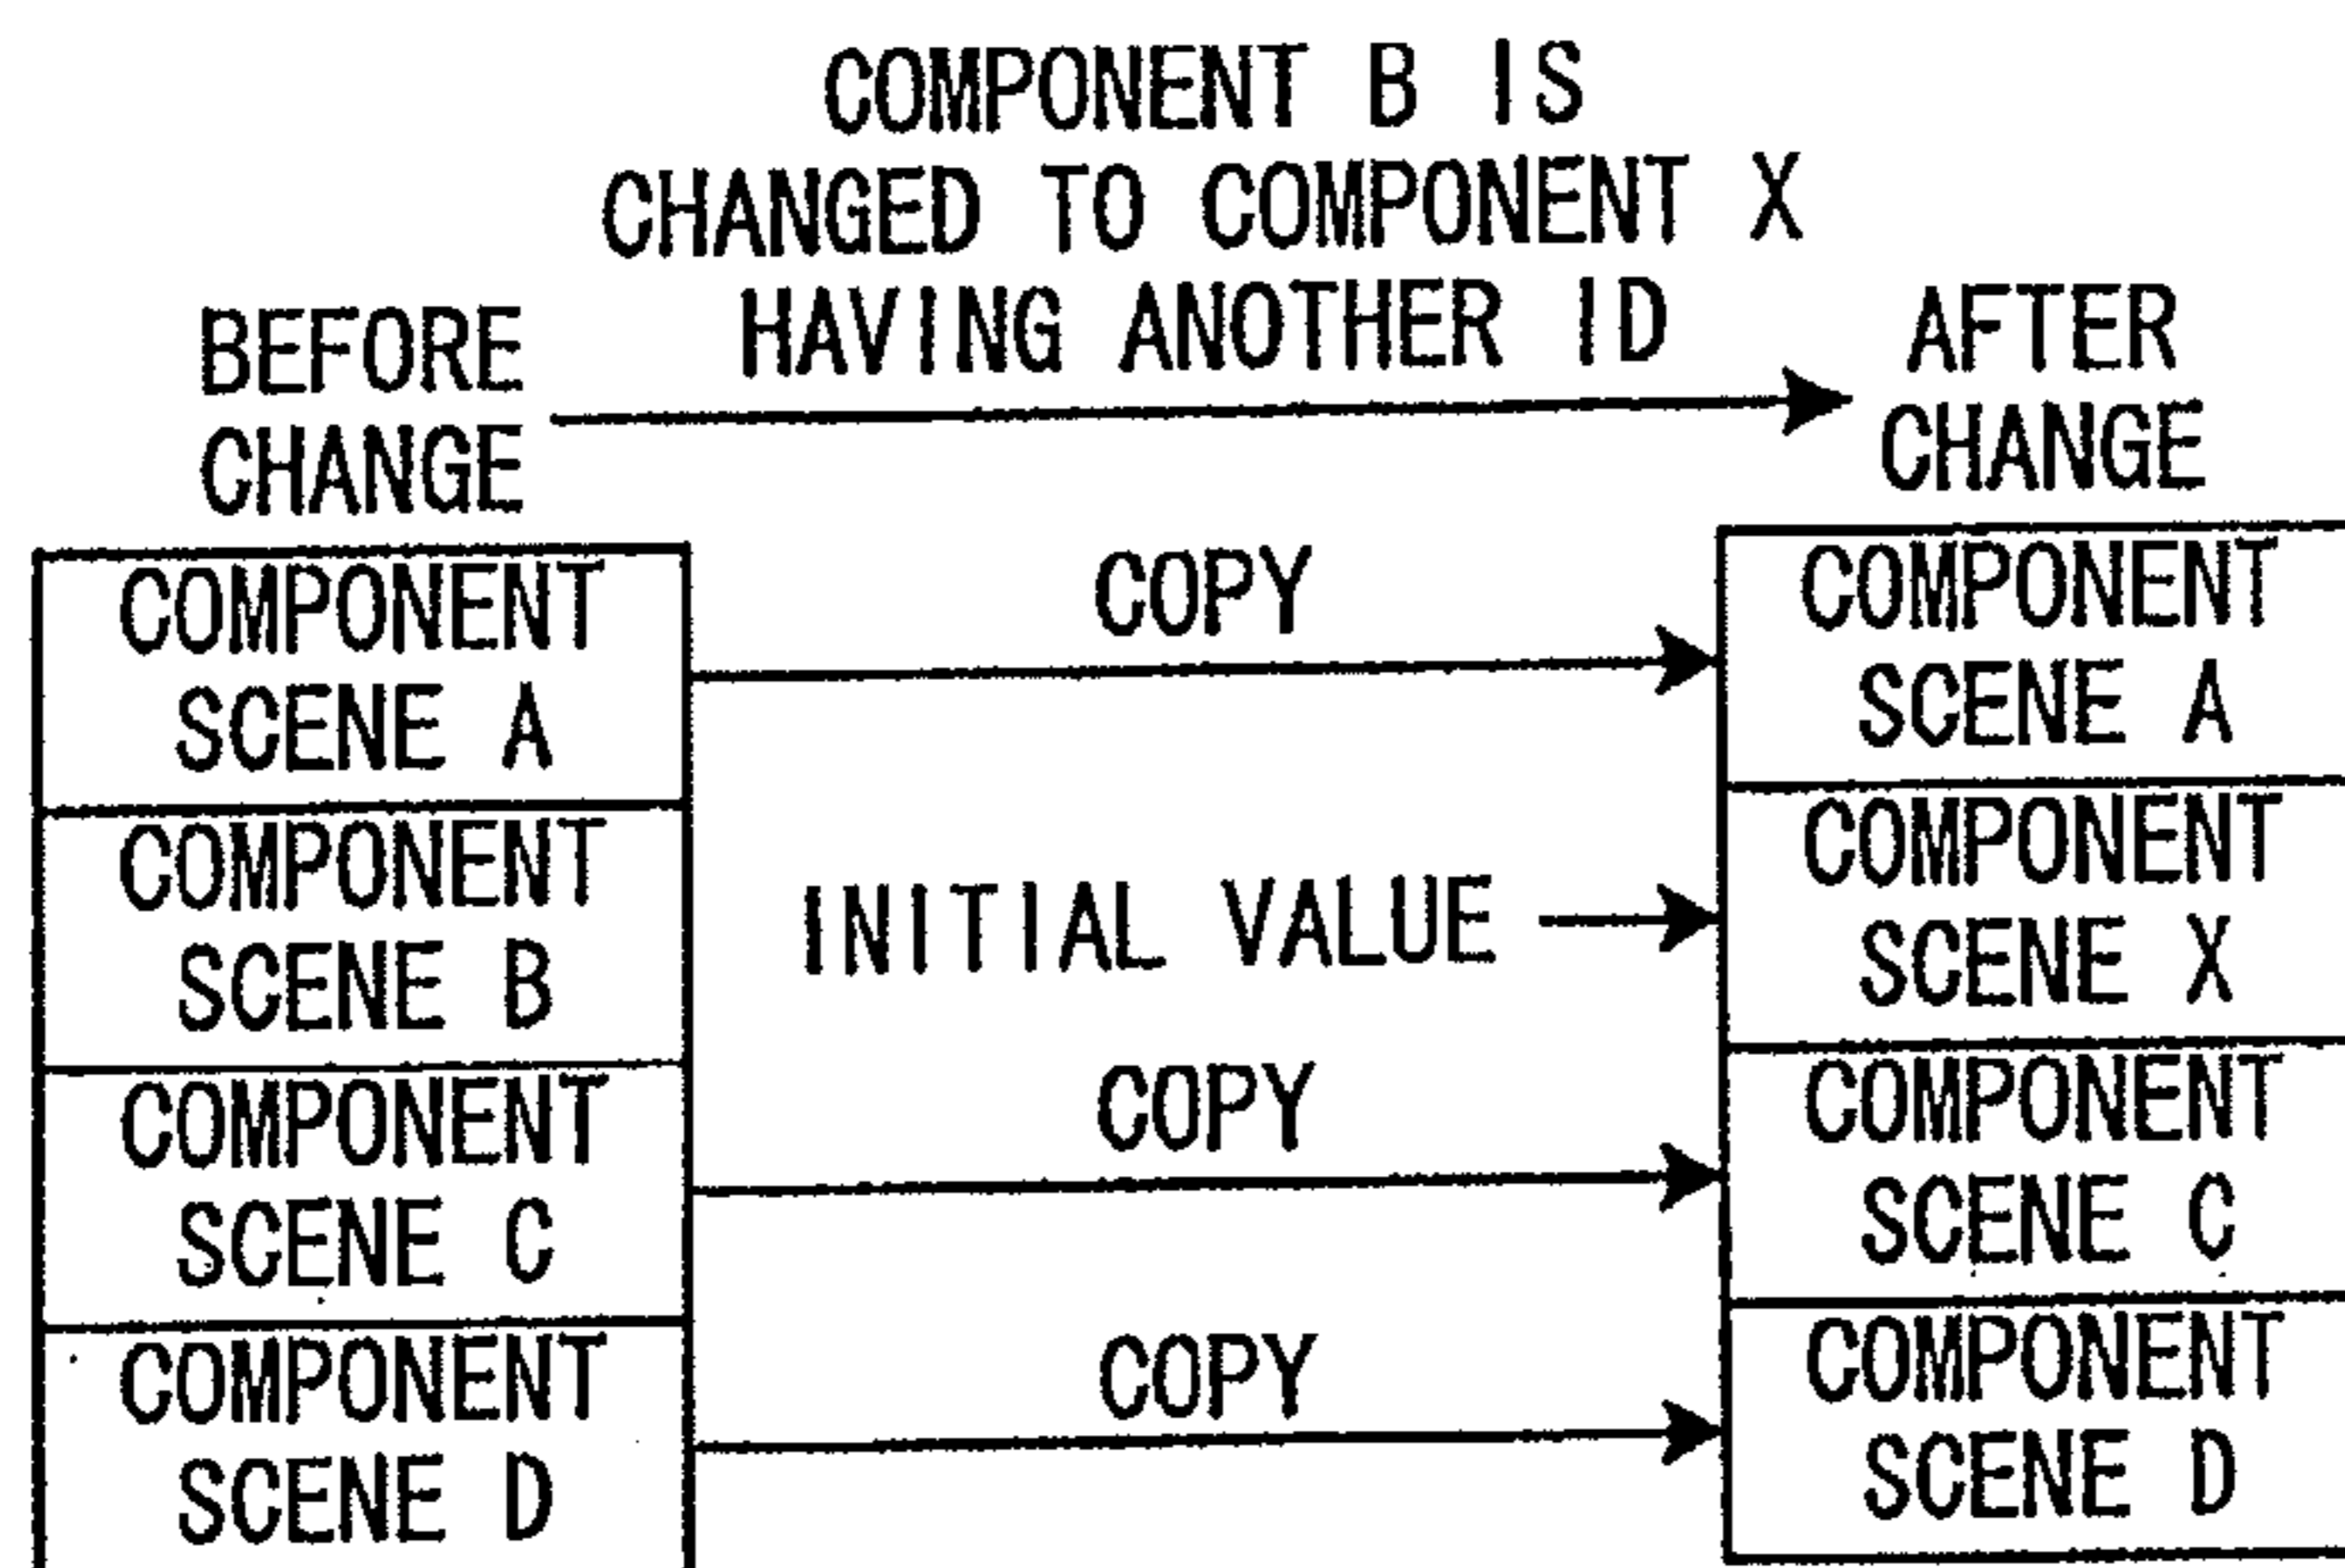 COMPONENT B IS
CHANGED TO COMPONENT X
HAVING ANOTHER ID
BEFORE
CHANGE
AFTER
CHANGE
COMPONENT
SCENE A
COPY
COMPONENT
SCENE A
COMPONENT
SCENE B
INITIAL VALUE
COMPONENT
SCENE X
COMPONENT
SCENE C
COPY
COMPONENT
SCENE C
COMPONENT
SCENE D
COPY
COMPONENT
SCENE D